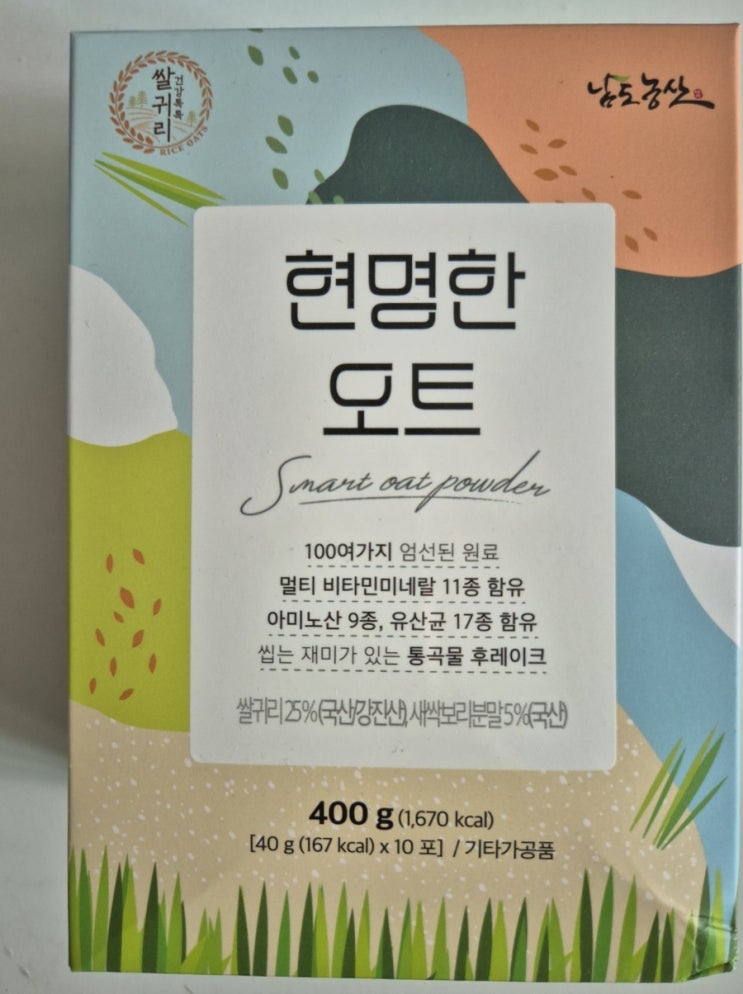 쌀귀리
건강톡톡
RICE OATS
남도농산
현명한
오트
Smart oat powder
100여가지 엄선된 원료
멀티 비타민미네랄 11종 함유
아미노산 9종, 유산균 17종 함유
씹는 재미가 있는 통곡물 후레이크
쌀귀리 25%(국산/강진산), 새싹보리분말 5%(국산)
400 g (1,670 kcal)
[40 g (167 kcal) x 10 포] / 기타가공품